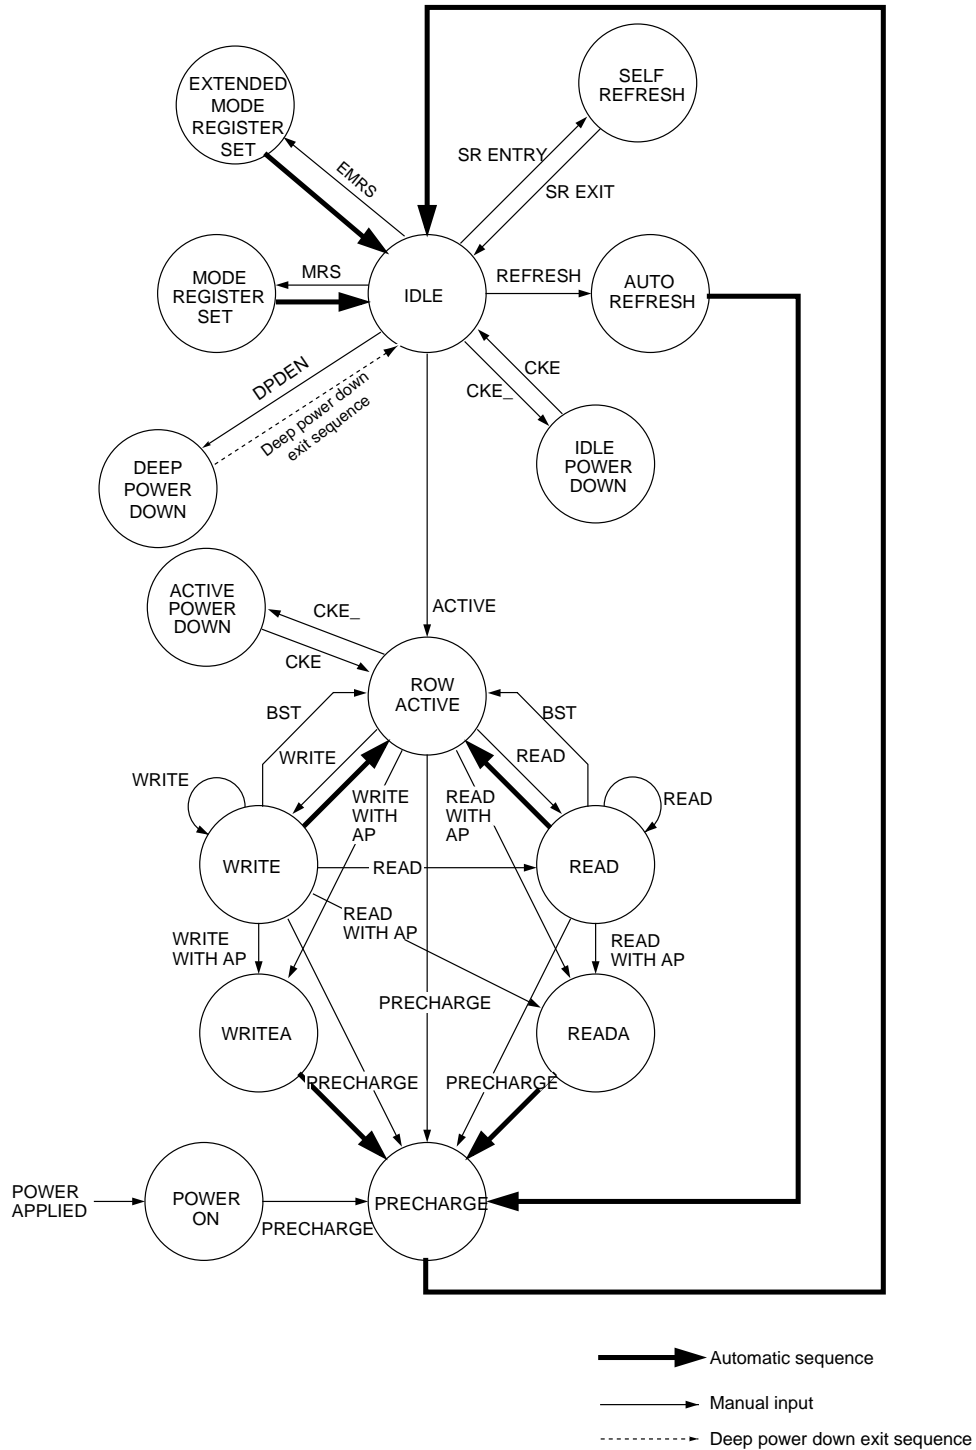 EXTENDED
MODE
REGISTER
SET
SELF
REFRESH
SR ENTRY
EMRS
SR EXIT
MODE
REGISTER
SET
MRS
IDLE
REFRESH
AUTO
REFRESH
DPDEN
Deep power down
exit sequence
CKE
CKE_
DEEP
POWER
DOWN
IDLE
POWER
DOWN
ACTIVE
POWER
DOWN
CKE_
CKE
ACTIVE
ROW
ACTIVE
BST
BST
WRITE
READ
WRITE
WRITE
WITH
AP
READ
WITH
AP
READ
WRITE
READ
READ
READ
WITH AP
WRITE
WITH AP
READ
WITH AP
PRECHARGE
WRITEA
READA
PRECHARGE
PRECHARGE
POWER
APPLIED
POWER
ON
PRECHARGE
PRECHARGE
Automatic sequence
Manual input
Deep power down exit sequence